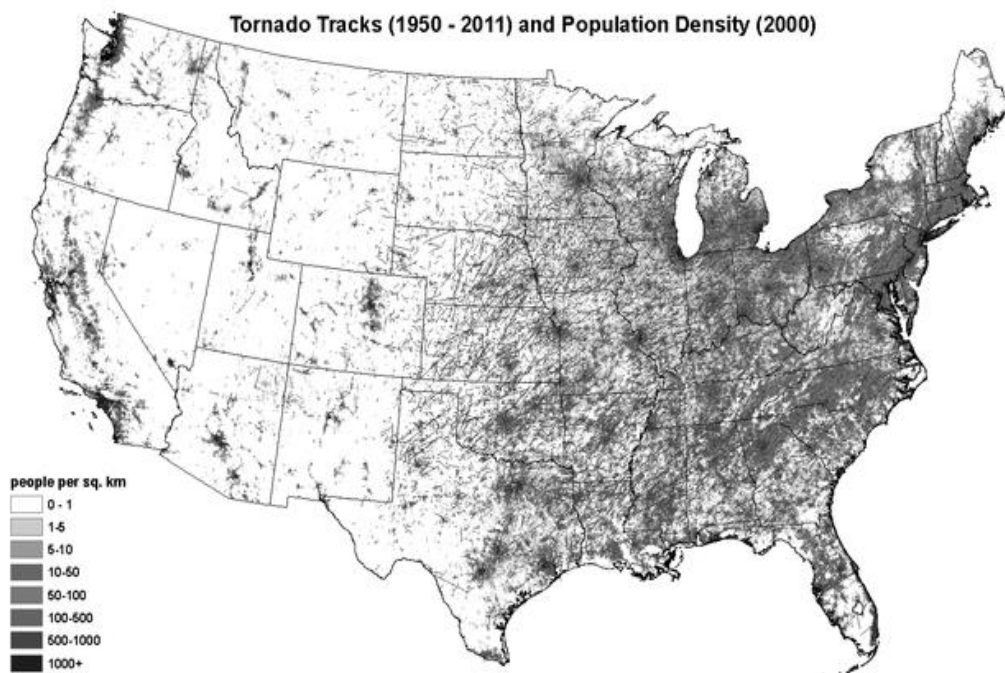 Tornado Tracks (1950 - 2011) and Population Density (2000)
people per sq. km
0 - 1
1-5
5-10
10-50
50-100
100-500
500-1000
1000+